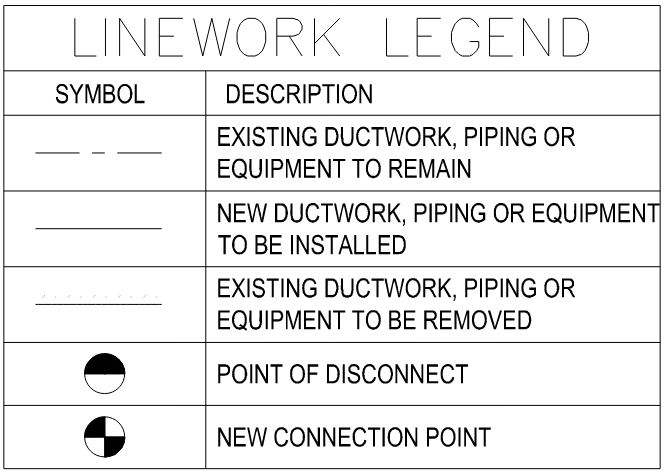 LINEWORK LEGEND
SYMBOL DESCRIPTION
EXISTING DUCTWORK, PIPING OR
EQUIPMENT TO REMAIN
NEW DUCTWORK, PIPING OR EQUIPMENT
TO BE INSTALLED
EXISTING DUCTWORK, PIPING OR
EQUIPMENT TO BE REMOVED
POINT OF DISCONNECT
NEW CONNECTION POINT